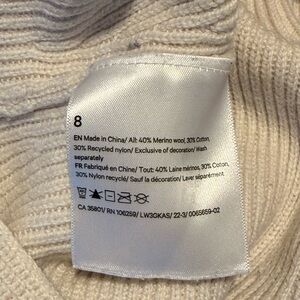 8
EN Made in China/ All: 40% Merino wool, 30% Cotton,
30% Recycled nylon/ Exclusive of decoration/ Wash
separately
FR Fabriqué en Chine/ Tout: 40% Laine mérinos, 30% Coton,
30% Nylon recyclé/ Sauf la décoration/ Laver séparément.
CA 35801/ RN 106259/ LW3GKAS/ 22-3/ 0065659-02